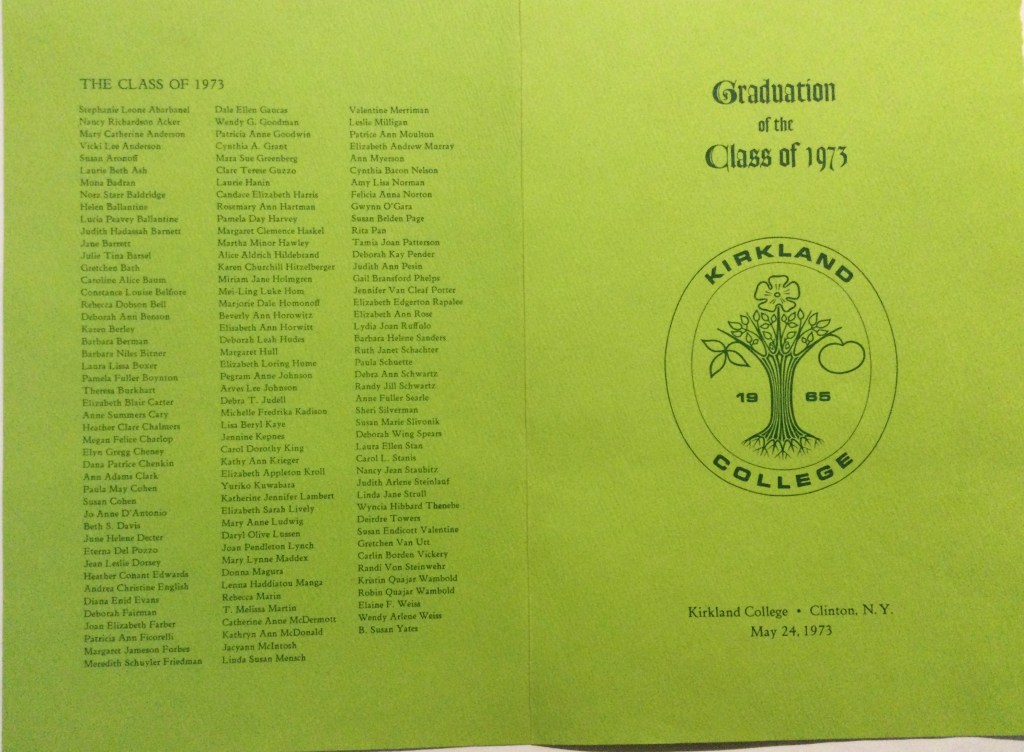 THE CLASS OF 1973
Stephanie Leone Abarbanel
Nancy Richardson Acker
Mary Catherine Anderson
Vicki Lee Anderson
Susan Aronoff
Laurie Beth Ash
Mona Badran
Nora Starr Baldridge
Helen Ballantine
Lucia Peavey Ballantine
Judith Hadassah Barnett
Jane Barrett
Julie Tina Barsel
Gretchen Bath
Caroline Alice Baum
Constance Louise Belfiore
Rebecca Dobson Bell
Deborah Ann Benson
Karen Berley
Barbara Berman
Barbara Niles Bitner
Laura Lissa Boxer
Pamela Fuller Boynton
Theresa Burkhart
Elizabeth Blair Carter
Anne Summers Cary
Heather Clare Chalmers
Megan Felice Charlop
Elyn Gregg Cheney
Dana Patrice Chenkin
Ann Adams Clark
Paula May Cohen
Susan Cohen
Jo Anne D'Antonio
Beth S. Davis
June Helene Decter
Eterna Del Pozzo
Jean Leslie Dorsey
Heather Conant Edwards
Andrea Christine English
Diana Enid Evans
Deborah Fairman
Joan Elizabeth Farber
Patricia Ann Ficorelli
Margaret Jameson Forbes
Meredith Schuyler Friedman
Dale Ellen Gaucas
Wendy G. Goodman
Patricia Anne Goodwin
Cynthia A. Grant
Mara Sue Greenberg
Clare Terese Guzzo
Laurie Hanin
Candace Elizabeth Harris
Rosemary Ann Hartman
Pamela Day Harvey
Margaret Clemence Haskel
Martha Minor Hawley
Alice Aldrich Hildebrand
Karen Churchill Hitzelberger
Miriam Jane Holmgren
Mei-Ling Luke Hom
Marjorie Dale Homonoff
Beverly Ann Horowitz
Elisabeth Ann Horwitt
Deborah Leah Hudes
Margaret Hull
Elizabeth Loring Hume
Pegram Anne Johnson
Arves Lee Johnson
Debra T. Judell
Michelle Fredrika Kadison
Lisa Beryl Kaye
Jennine Kepnes
Carol Dorothy King
Kathy Ann Krieger
Elizabeth Appleton Kroll
Yuriko Kuwabara
Katherine Jennifer Lambert
Elizabeth Sarah Lively
Mary Anne Ludwig
Daryl Olive Lussen
Joan Pendleton Lynch
Mary Lynne Maddex
Donna Magura
Lenna Haddiatou Manga
Rebecca Marin
T. Melissa Martin
Catherine Anne McDermott
Kathryn Ann McDonald
Jaryann McIntosh
Linda Susan Mensch
Valentine Merriman
Leslie Milligan
Patrice Ann Moulton
Elizabeth Andrew Murray
Ann Myerson
Cynthia Bacon Nelson
Amy Lisa Norman
Felicia Anna Norton
Gwynn O'Gara
Susan Belden Page
Rita Pan
Tamia Joan Patterson
Deborah Kay Pender
Judith Ann Pesin
Gail Beansford Phelps
Jennifer Van Cleaf Potter
Elizabeth Edgerton Rapalee
Elizabeth Ann Rose
Lydia Joan Ruffolo
Barbara Helene Sanders
Ruth Janet Schachter
Paula Schuette
Debra Ann Schwartz
Randy Jill Schwartz
Anne Fuller Searle
Sheri Silverman
Susan Marie Slivonik
Deborah Wing Spears
Laura Ellen Stan
Carol L. Stanis
Nancy Jean Staubitz
Judith Arlene Steinlauf
Linda Jane Strull
Wyncia Hibbard Thenebe
Deirdre Towers
Susan Endicott Valentine
Gretchen Van Utt
Carlin Borden Vickery
Randi Von Steinwehr
Kristin Quajar Wambold
Robin Quajar Wambold
Elaine F. Weiss
Wendy Arlene Weiss
B. Susan Yates
Graduation
of the
Class of 1973
KIRKLAND
19 65
COLLEGE
Kirkland College • Clinton, N.Y.
May 24, 1973